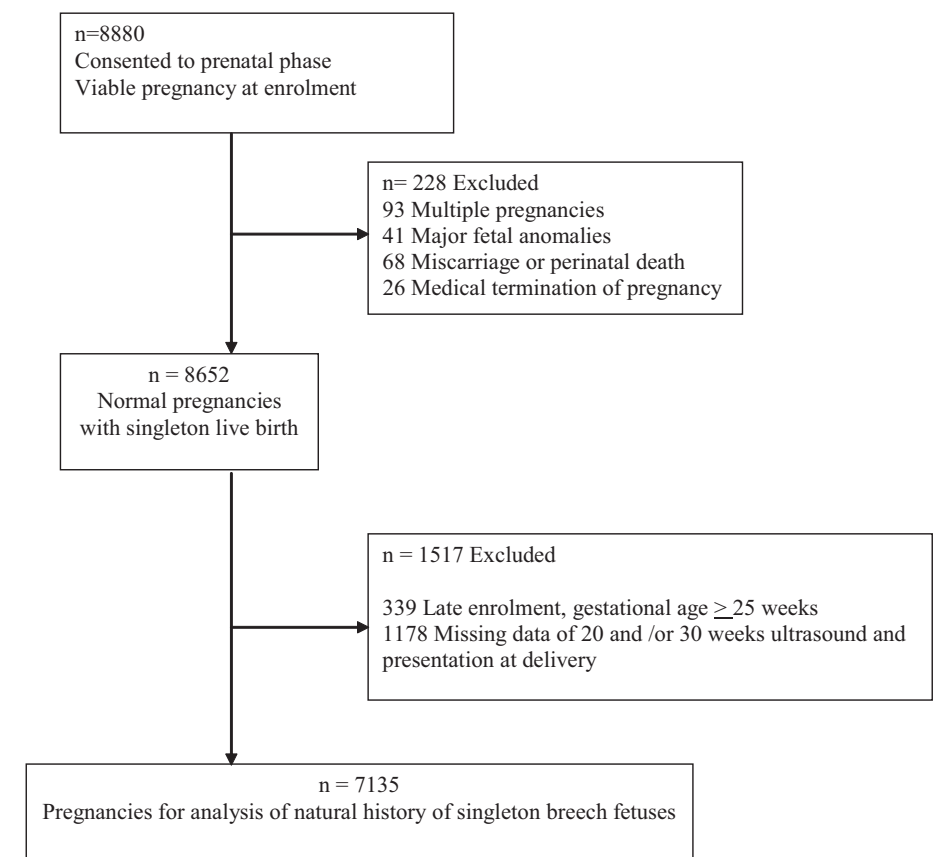 n=8880
Consented to prenatal phase
Viable pregnancy at enrolment
n= 228 Excluded
93 Multiple pregnancies
41 Major fetal anomalies
68 Miscarriage or perinatal death
26 Medical termination of pregnancy
n = 8652
Normal pregnancies
with singleton live birth
n = 1517 Excluded
339 Late enrolment, gestational age > 25 weeks
1178 Missing data of 20 and /or 30 weeks ultrasound and
presentation at delivery
n = 7135
Pregnancies for analysis of natural history of singleton breech fetuses